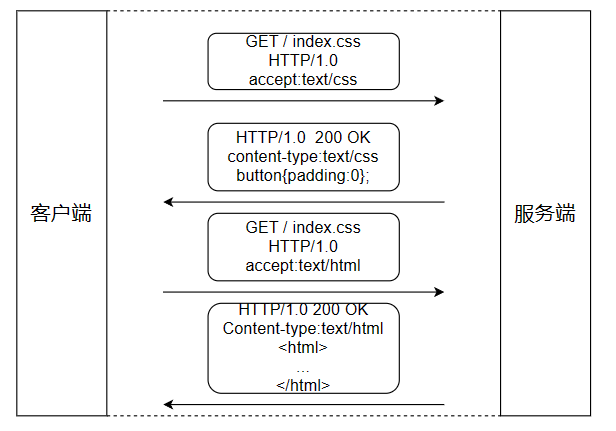 GET / index.css
HTTP/1.0
accept:text/css
HTTP/1.0  200 OK
content-type:text/css
button{padding:0};
客户端
服务端
GET / index.css
HTTP/1.0
accept:text/html
HTTP/1.0 200 OK
Content-type:text/html
<html>
...
</html>